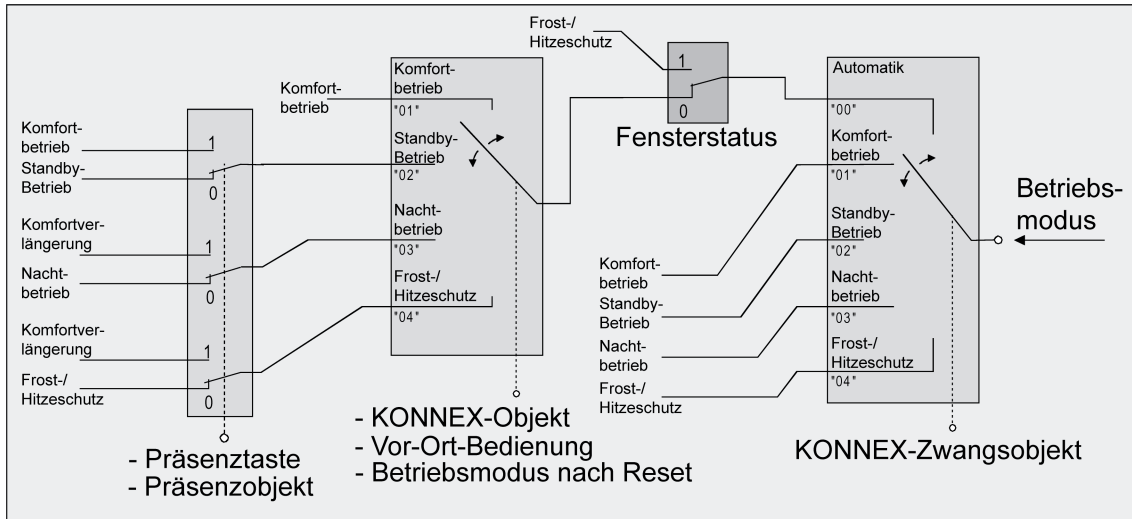 Komfort-
betrieb
Standby-
Betrieb
Komfortver-
längerung
Nacht-
betrieb
Komfortver-
längerung
Frost-/
Hitzeschutz
1
0
1
0
1
0
- Präsenztaste
- Präsenzobjekt
Komfort-
betrieb
Komfort-
betrieb
"01"
Standby-
Betrieb
"02"
Nacht-
betrieb
"03"
Frost-/
Hitzeschutz
"04"
- KONNEX-Objekt
- Vor-Ort-Bedienung
- Betriebsmodus nach Reset
Frost-/
Hitzeschutz
1
0
Fensterstatus
Komfort-
betrieb
Standby-
Betrieb
Nacht-
betrieb
Frost-/
Hitzeschutz
Automatik
"00"
Komfort-
betrieb
"01"
Standby-
Betrieb
"02"
Nacht-
betrieb
"03"
Frost-/
Hitzeschutz
"04"
KONNEX-Zwangsobjekt
Betriebs-
modus